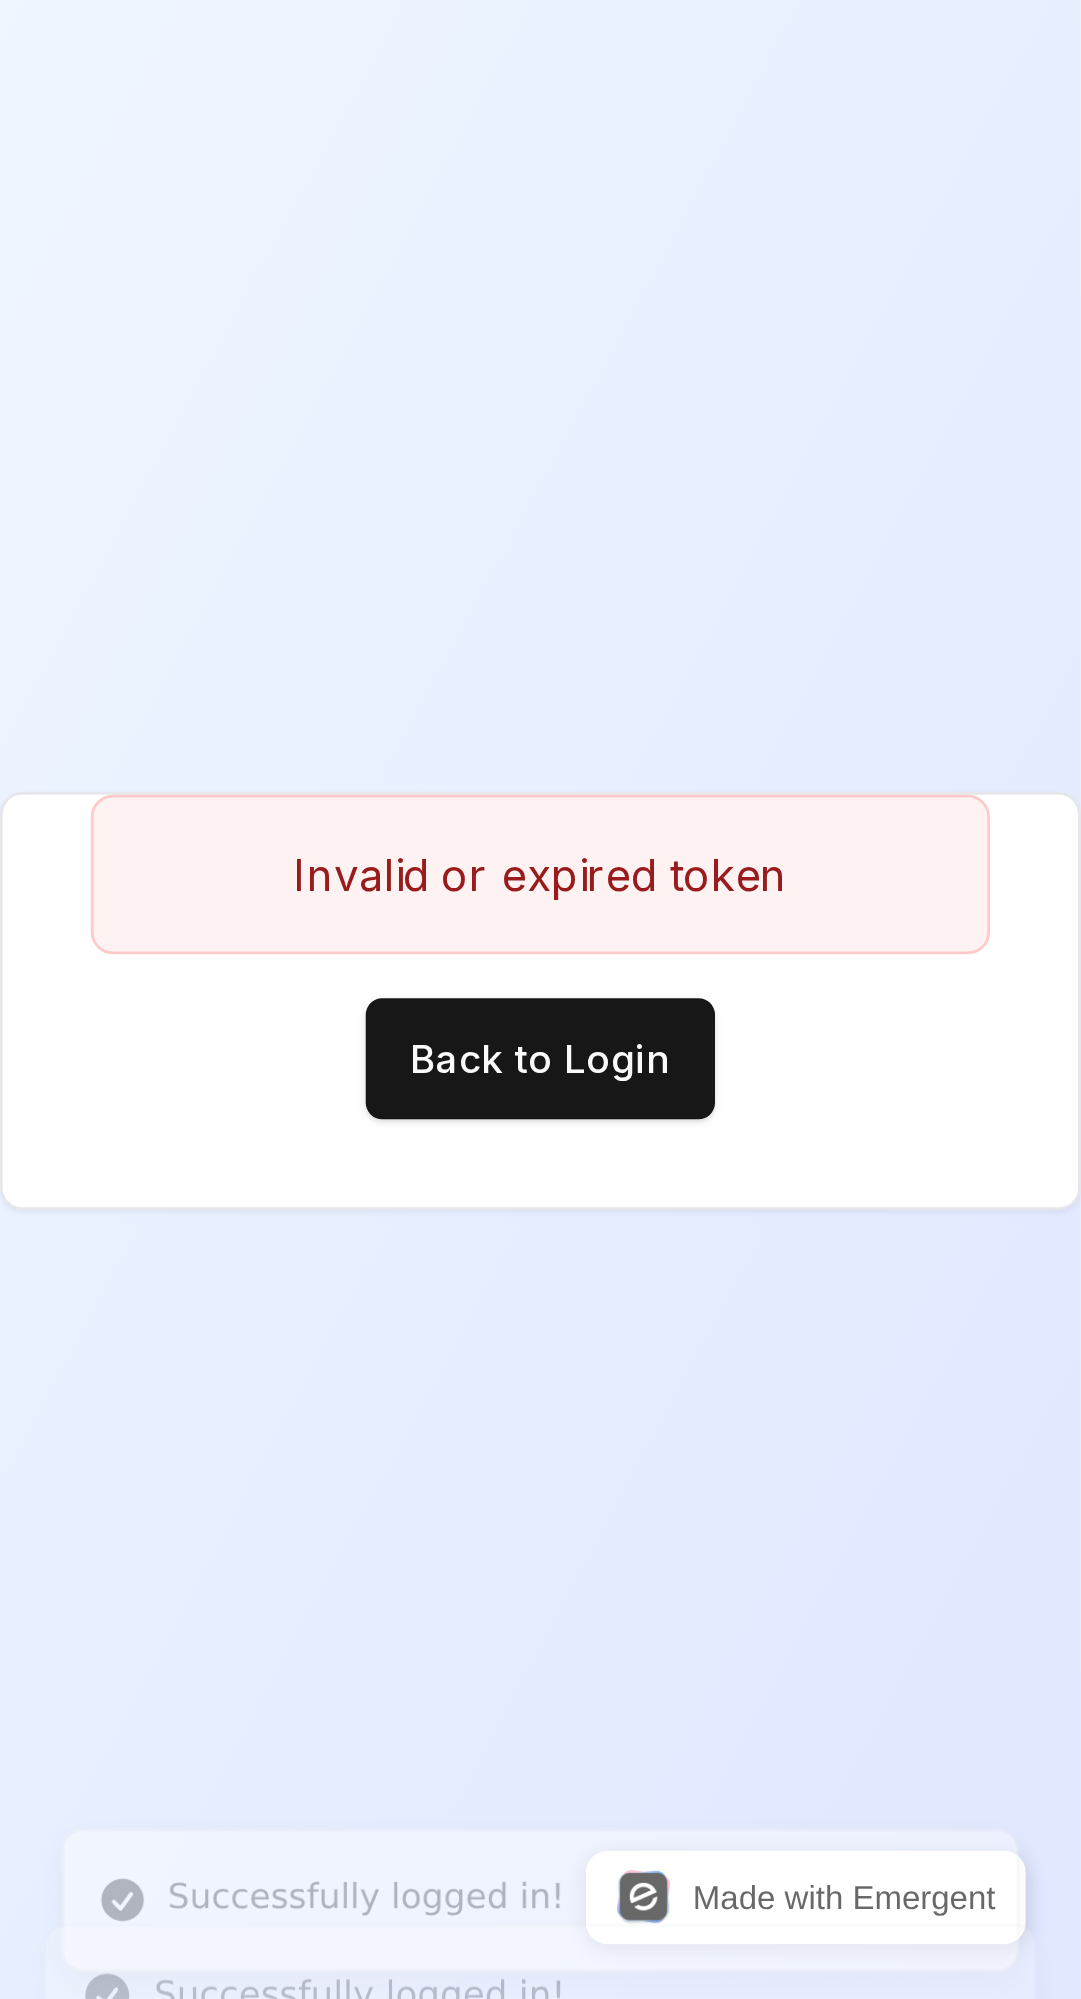 Invalid or expired token
Back to Login
Successfully logged in!
Made with Emergent
Successfully logged in!